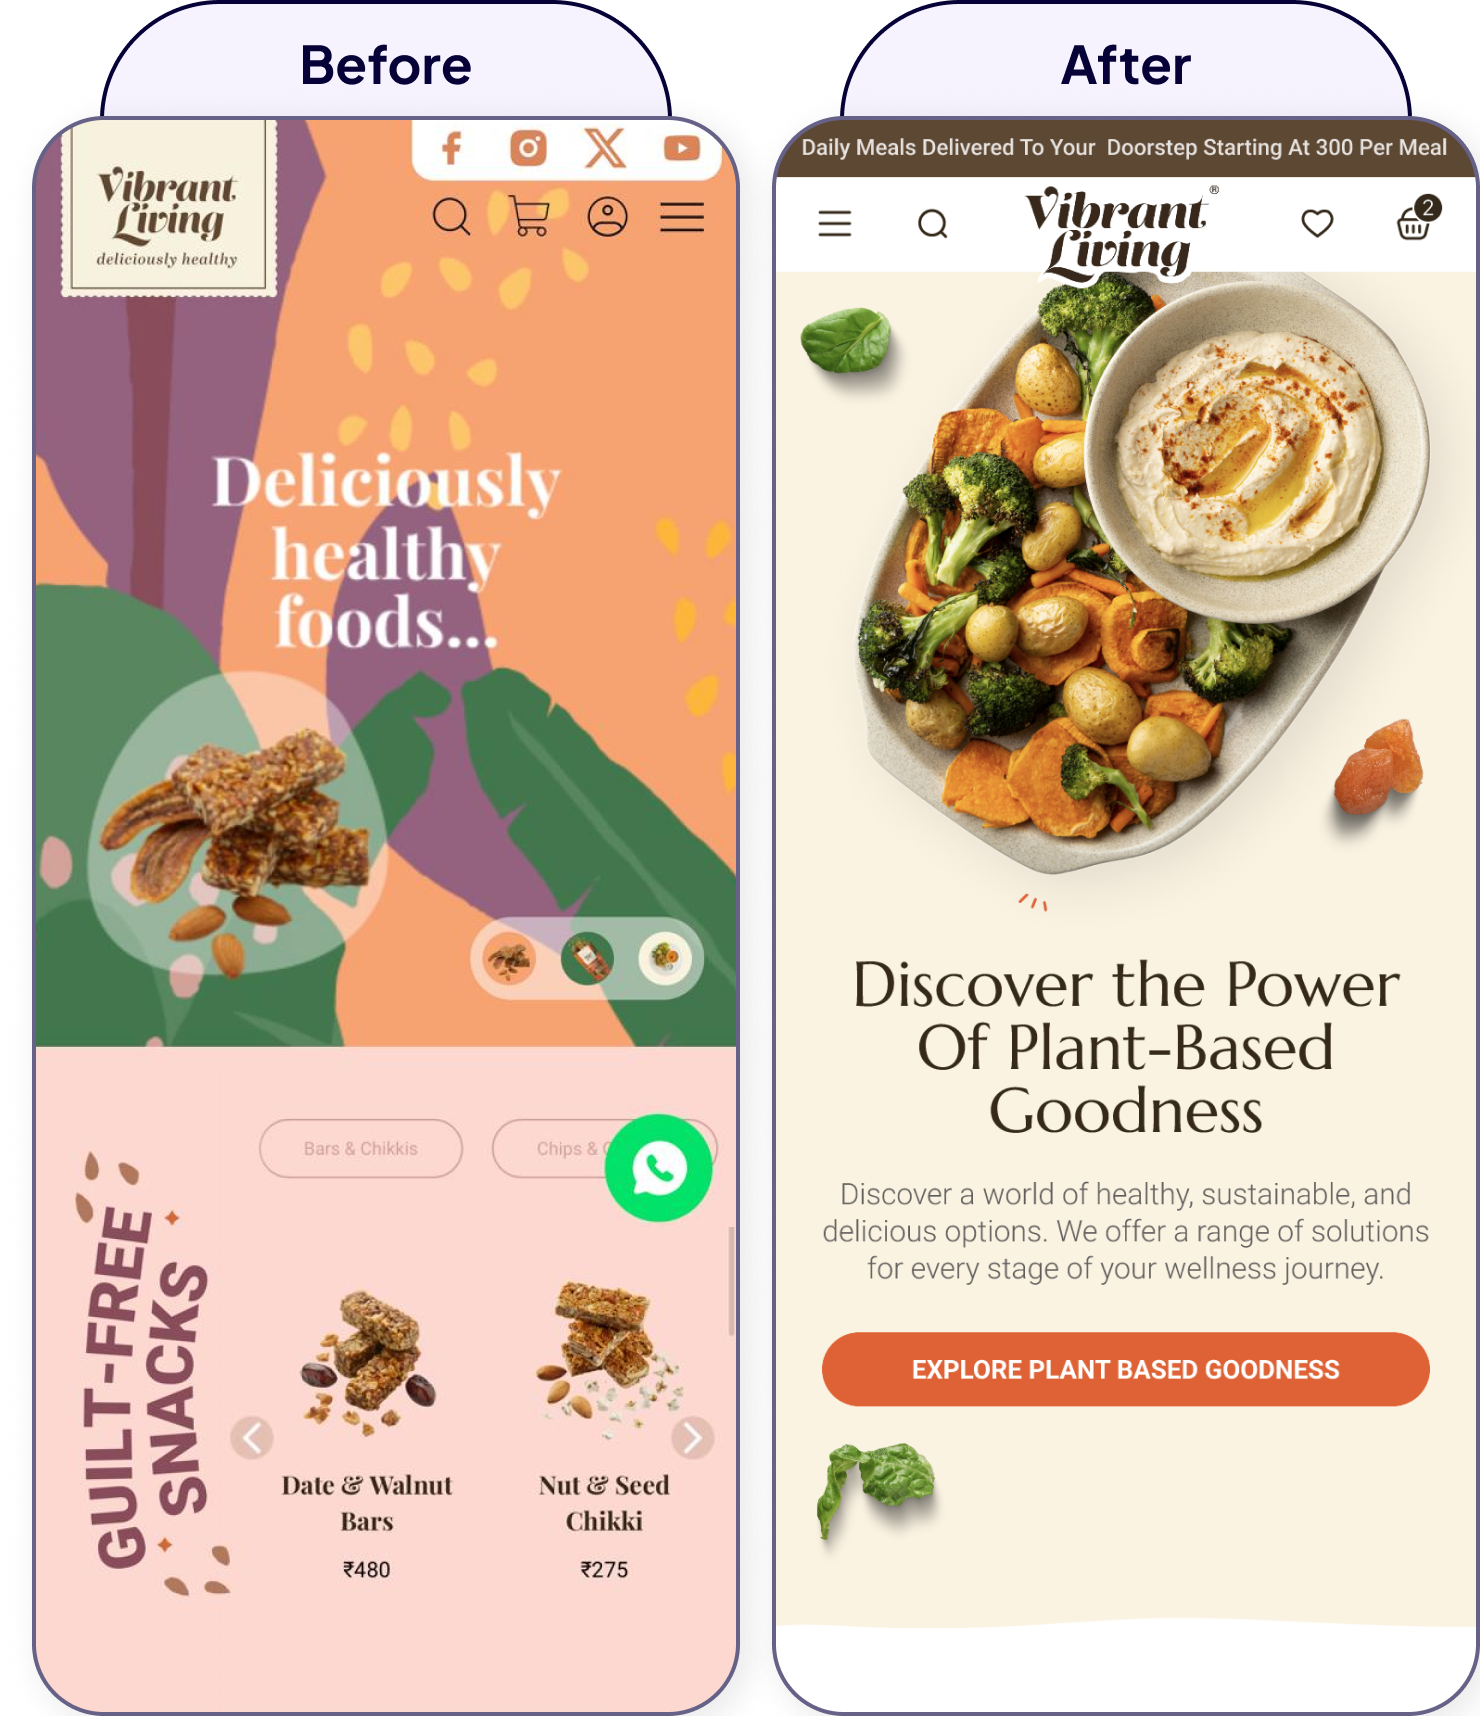 Before
Vibrant
Living
deliciously healthy
Deliciously
healthy
foods...
Bars & Chikkis
Chips &
GUILT-FREE
SNACKS
Date & Walnut
Bars
₹480
Nut & Seed
Chikki
₹275
After
Daily Meals Delivered To Your Doorstep Starting At 300 Per Meal
Vibrant®
Living
2
Discover the Power
Of Plant-Based
Goodness
Discover a world of healthy, sustainable, and
delicious options. We offer a range of solutions
for every stage of your wellness journey.
EXPLORE PLANT BASED GOODNESS